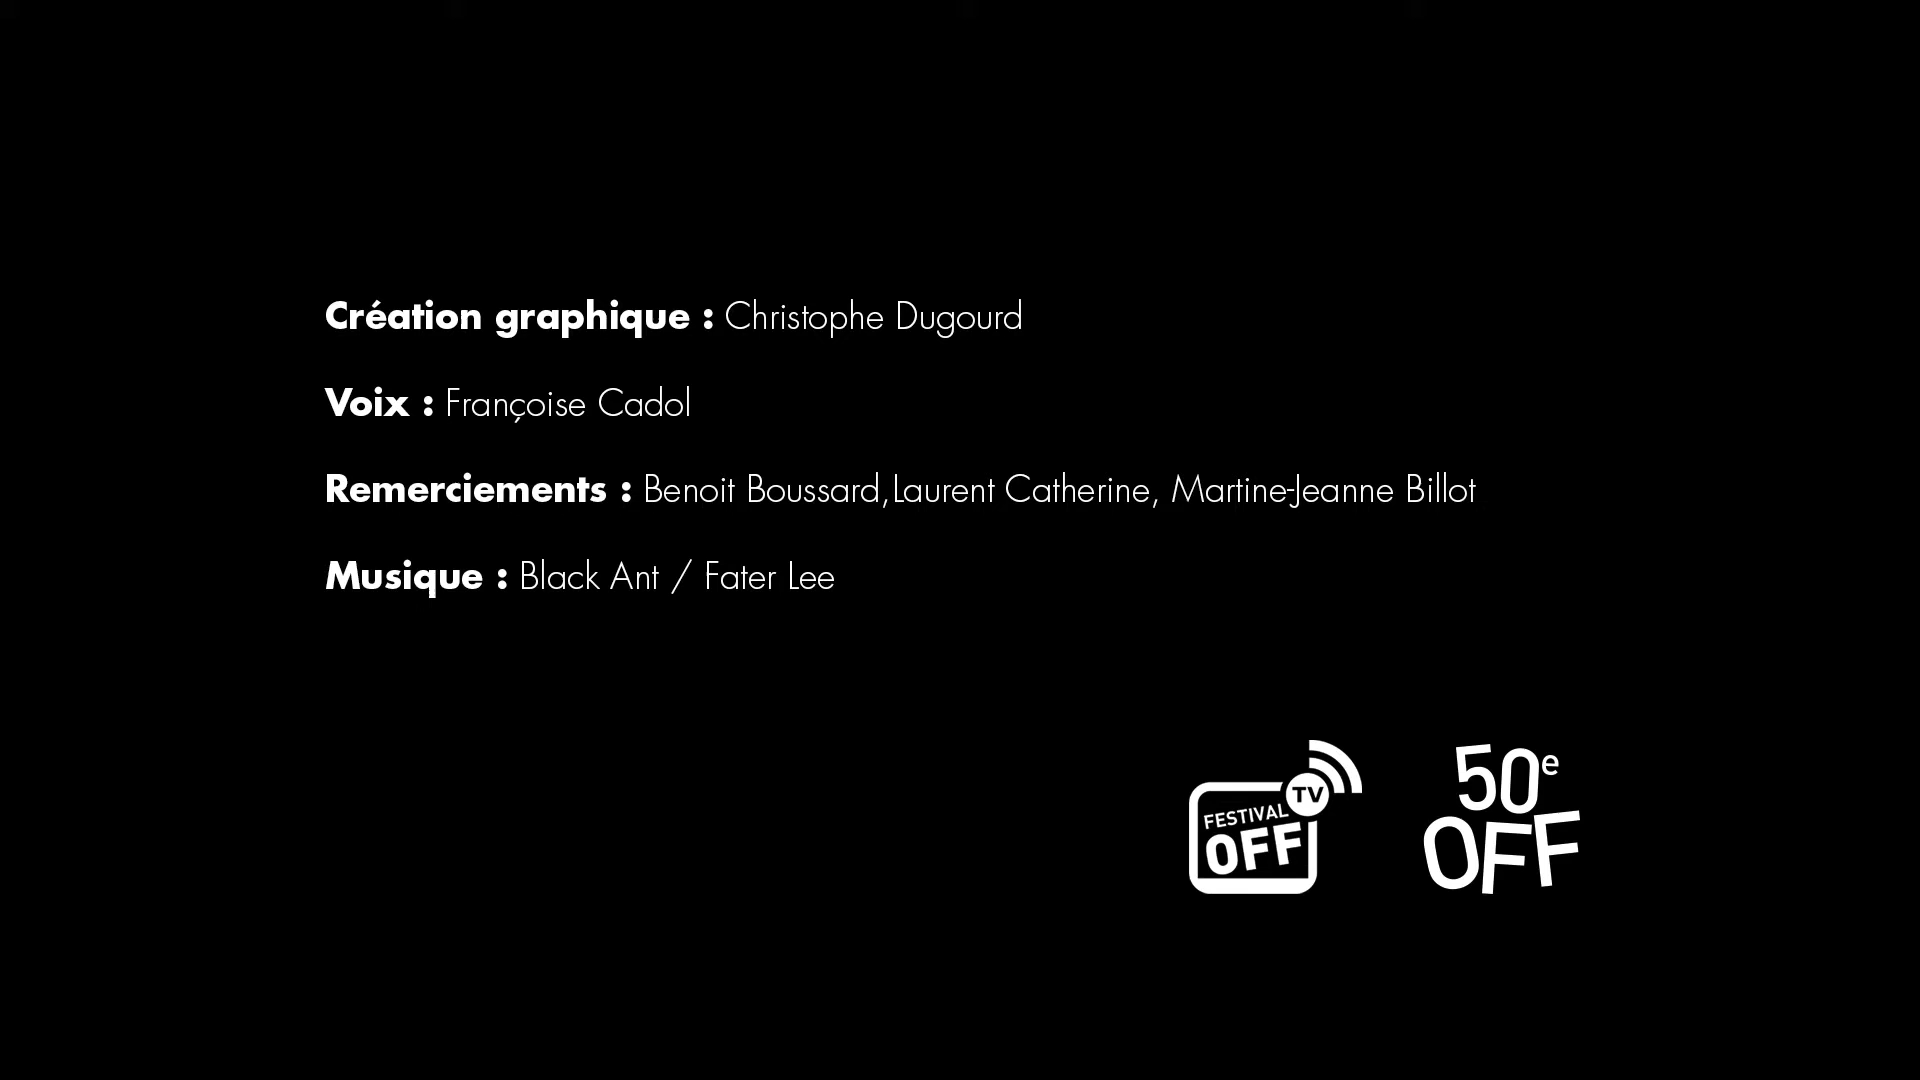 Création graphique : Christophe Dugourd
Voix : Françoise Cadol
Remerciements : Benoit Boussard,Laurent Catherine, Martine-Jeanne Billot
Musique : Black Ant / Fater Lee
TV
FESTIVAL
OFF
50e
OFF